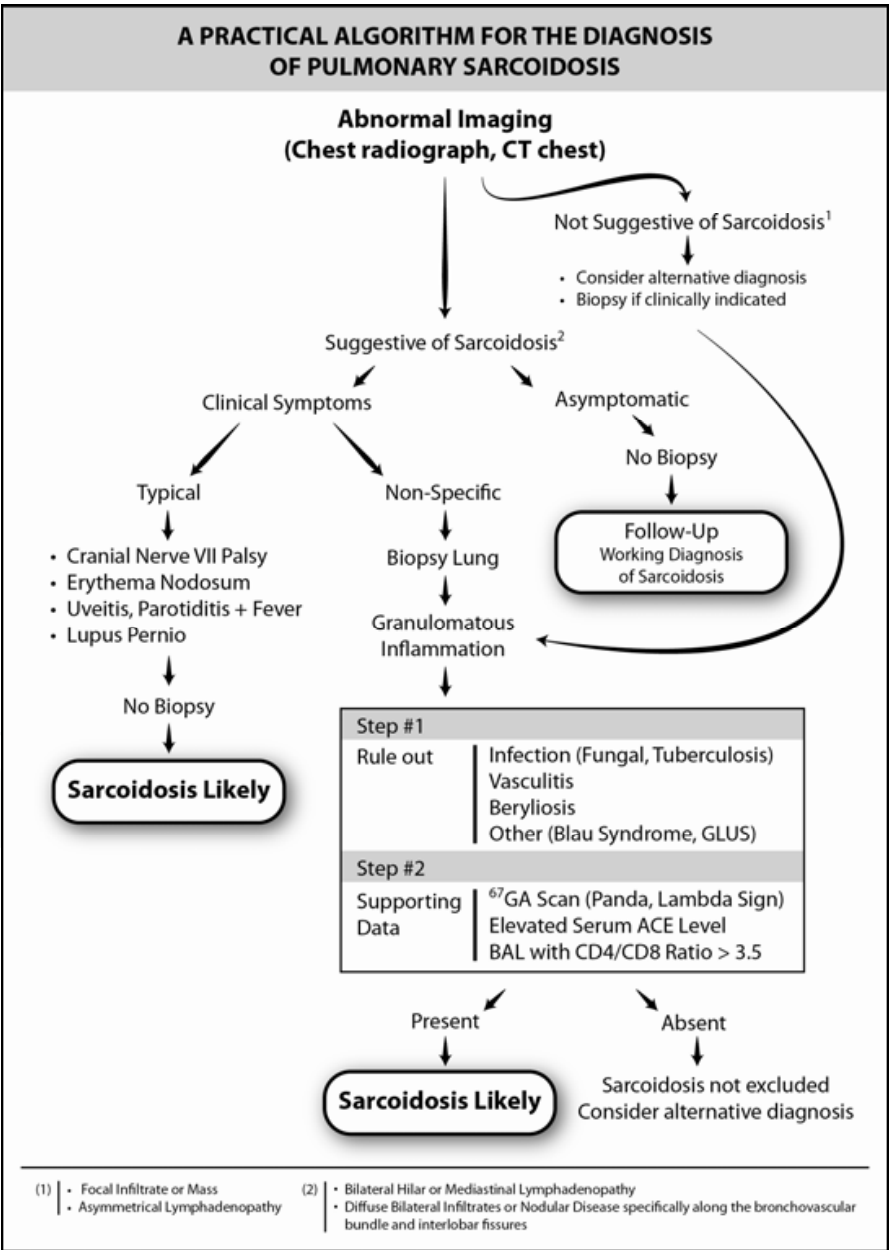 A PRACTICAL ALGORITHM FOR THE DIAGNOSIS
OF PULMONARY SARCOIDOSIS
Abnormal Imaging
(Chest radiograph, CT chest)
Not Suggestive of Sarcoidosis1
• Consider alternative diagnosis
• Biopsy if clinically indicated
Suggestive of Sarcoidosis2
Clinical Symptoms
Asymptomatic
No Biopsy
Follow-Up
Working Diagnosis
of Sarcoidosis
Typical
• Cranial Nerve VII Palsy
• Erythema Nodosum
• Uveitis, Parotiditis + Fever
• Lupus Pernio
No Biopsy
Sarcoidosis Likely
Non-Specific
Biopsy Lung
Granulomatous
Inflammation
Step #1
Rule out
Infection (Fungal, Tuberculosis)
Vasculitis
Beryliosis
Other (Blau Syndrome, GLUS)
Step #2
Supporting
Data
67GA Scan (Panda, Lambda Sign)
Elevated Serum ACE Level
BAL with CD4/CD8 Ratio > 3.5
Present
Sarcoidosis Likely
Absent
Sarcoidosis not excluded
Consider alternative diagnosis
(1)
• Focal Infiltrate or Mass
• Asymmetrical Lymphadenopathy
(2)
• Bilateral Hilar or Mediastinal Lymphadenopathy
• Diffuse Bilateral Infiltrates or Nodular Disease specifically along the bronchovascular
bundle and interlobar fissures